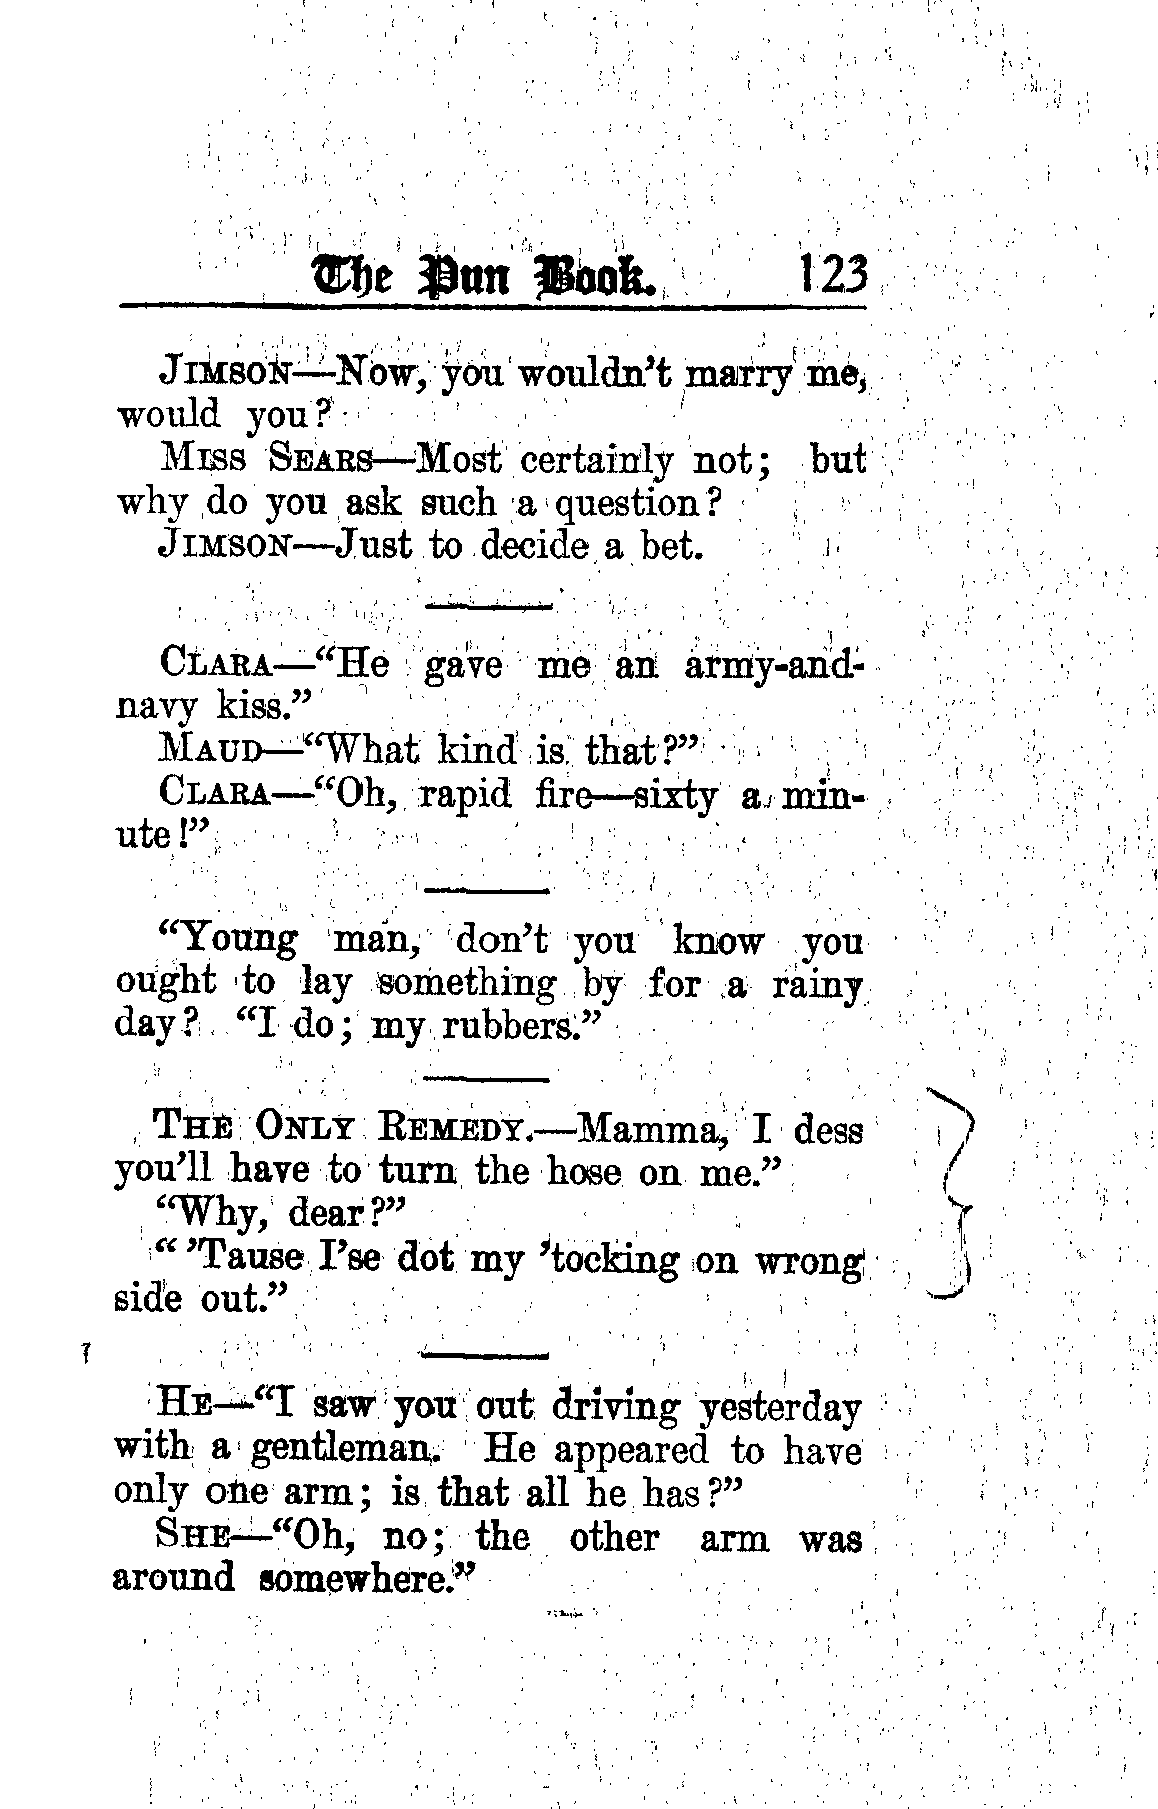 The Pun Book. 123
JIMSON—Now, you wouldn't marry me,
would you?
MISS SEARS—Most certainly not; but
why do you ask such a question?
JIMSON—Just to decide a bet.
CLARA—“He gave me an army-and-
navy kiss.”
MAUD—“What kind is that?”
CLARA—“Oh, rapid fire—sixty a min-
ute!”
“Young man, don't you know you
ought to lay something by for a rainy
day? “I do; my rubbers.”
THE ONLY REMEDY.—Mamma, I dess
you'll have to turn the hose on me.”
“Why, dear?”
“ ’Tause I'se dot my ’tocking on wrong
side out.”
HE—“I saw you out driving yesterday
with a gentleman. He appeared to have
only one arm; is that all he has?”
SHE—“Oh, no; the other arm was
around somewhere.”